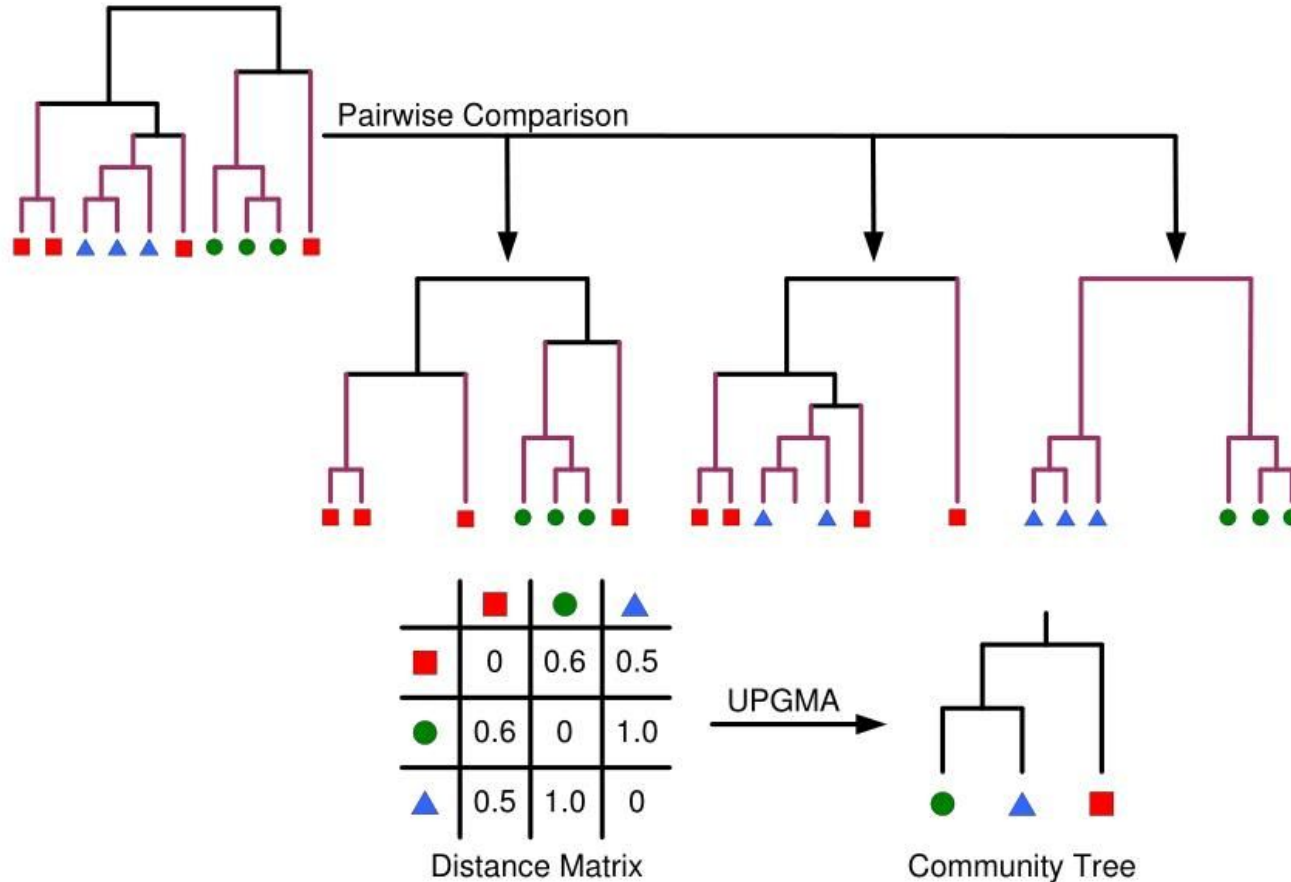 Pairwise Comparison
0 0.6 0.5
0.6 0 1.0
0.5 1.0 0
UPGMA
Distance Matrix
Community Tree